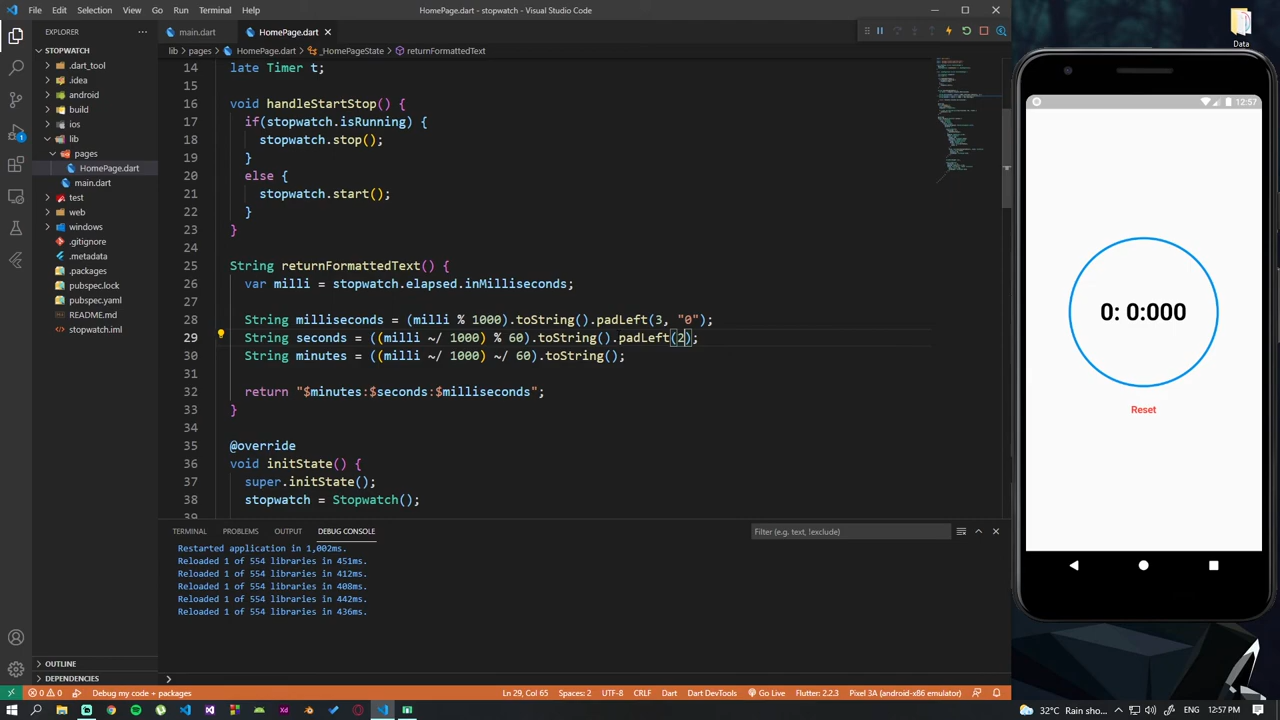 File Edit Selection View Go Run Terminal Help
HomePage.dart - stopwatch - Visual Studio Code
Data
EXPLORER
main.dart
HomePage.dart
STOPWATCH
lib > pages > HomePage.dart > _HomePageState > returnFormattedText
.dart_tool
.idea
android
build
ios
lib
pages
HomePage.dart
main.dart
test
web
windows
.gitignore
.metadata
.packages
pubspec.lock
pubspec.yaml
README.md
stopwatch.iml
14 late Timer t;
15
16 void handleStartStop() {
17 if(stopwatch.isRunning) {
18 stopwatch.stop();
19 }
20 else {
21 stopwatch.start();
22 }
23 }
24
25 String returnFormattedText() {
26 var milli = stopwatch.elapsed.inMilliseconds;
27
28 String milliseconds = (milli % 1000).toString().padLeft(3, "0");
29 String seconds = ((milli ~/ 1000) % 60).toString().padLeft(2);
30 String minutes = ((milli ~/ 1000) ~/ 60).toString();
31
32 return "$minutes:$seconds:$milliseconds";
33 }
34
35 @override
36 void initState() {
37 super.initState();
38 stopwatch = Stopwatch();
39
12:57
0: 0:000
Reset
TERMINAL PROBLEMS OUTPUT DEBUG CONSOLE
Filter (e.g. text, !exclude)
Restarted application in 1,002ms.
Reloaded 1 of 554 libraries in 451ms.
Reloaded 1 of 554 libraries in 412ms.
Reloaded 1 of 554 libraries in 408ms.
Reloaded 1 of 554 libraries in 442ms.
Reloaded 1 of 554 libraries in 436ms.
OUTLINE
DEPENDENCIES
1
0 0 Debug my code + packages
Ln 29, Col 65 Spaces: 2 UTF-8 CRLF Dart Dart DevTools Go Live Flutter: 2.2.3 Pixel 3A (android-x86 emulator)
32°C Rain sho... ENG 12:57 PM